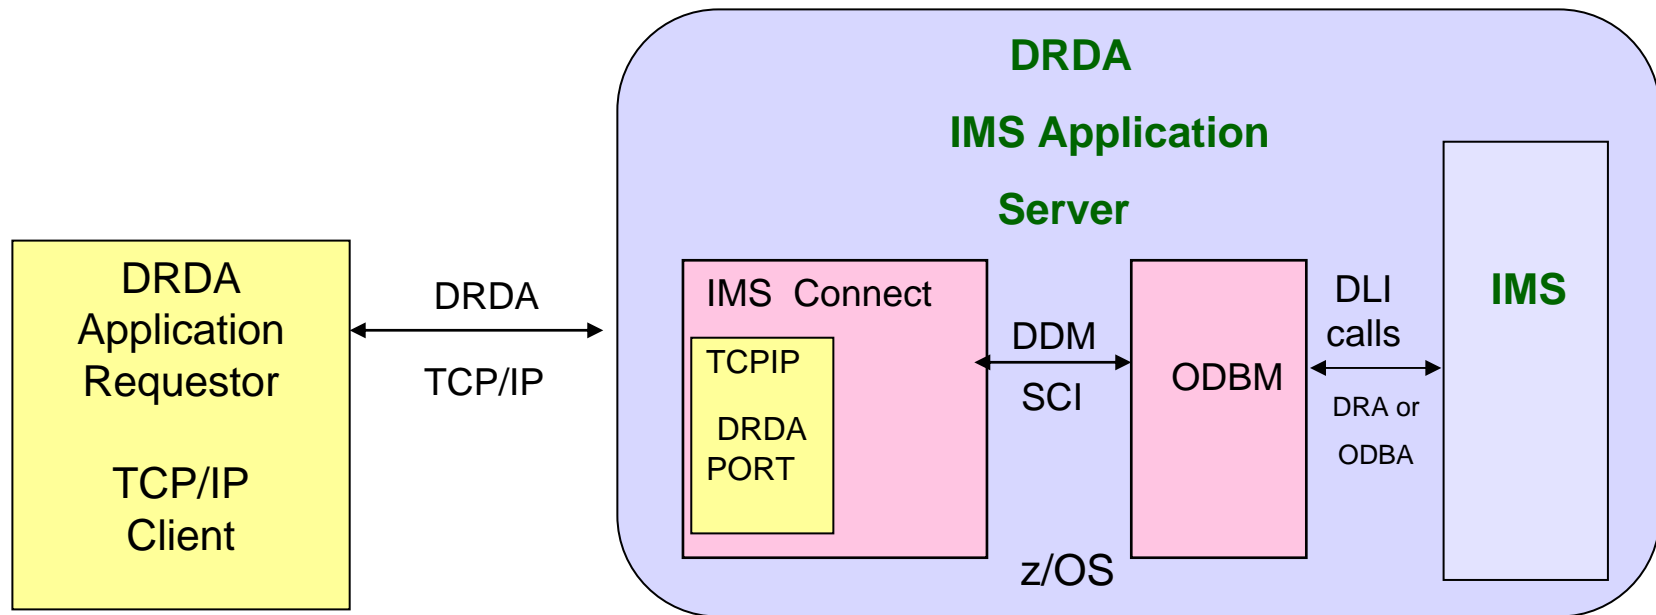 DRDA
IMS Application
Server
DRDA
Application
Requestor
TCP/IP
Client
DRDA
TCP/IP
IMS Connect
TCPIP
DRDA
PORT
DDM
SCI
ODBM
DLI
calls
DRA or
ODBA
IMS
z/OS